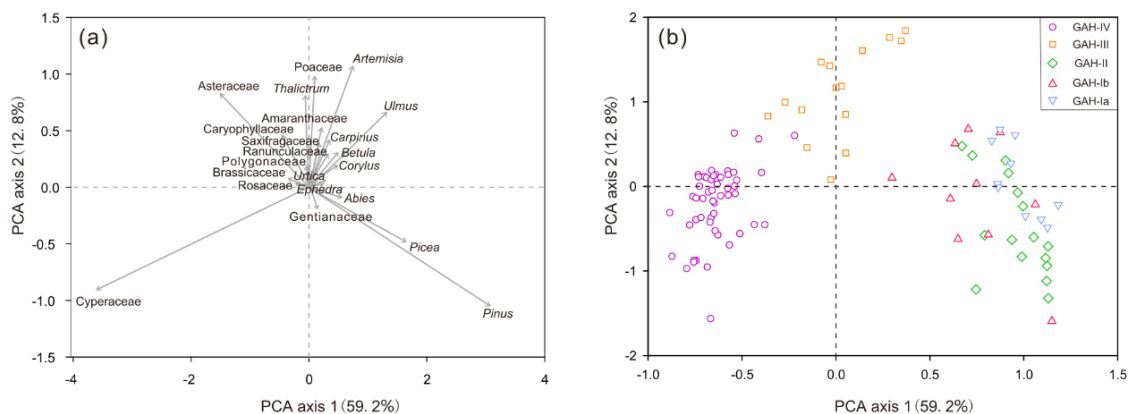 (a)
1.5
1.0
0.5
0.0
-0.5
-1.0
-1.5
PCA axis 2 (12.8%)
Artemisia
Poaceae
Thalictrum
Asteraceae
Ulmus
Amaranthaceae
Caryophyllaceae
Carpinus
Saxifragaceae
Ranunculaceae
Betula
Polygonaceae
Corylus
Brassicaceae
Urtica
Rosaceae
Ephedra
Abies
Gentianaceae
Picea
Cyperaceae
Pinus
-4
-2
0
2
4
PCA axis 1 (59.2%)
(b)
2
1
0
-1
-2
PCA axis 2 (12.8%)
GAH-IV
GAH-III
GAH-II
GAH-Ib
GAH-Ia
-1.0
-0.5
0.0
0.5
1.0
1.5
PCA axis 1 (59.2%)